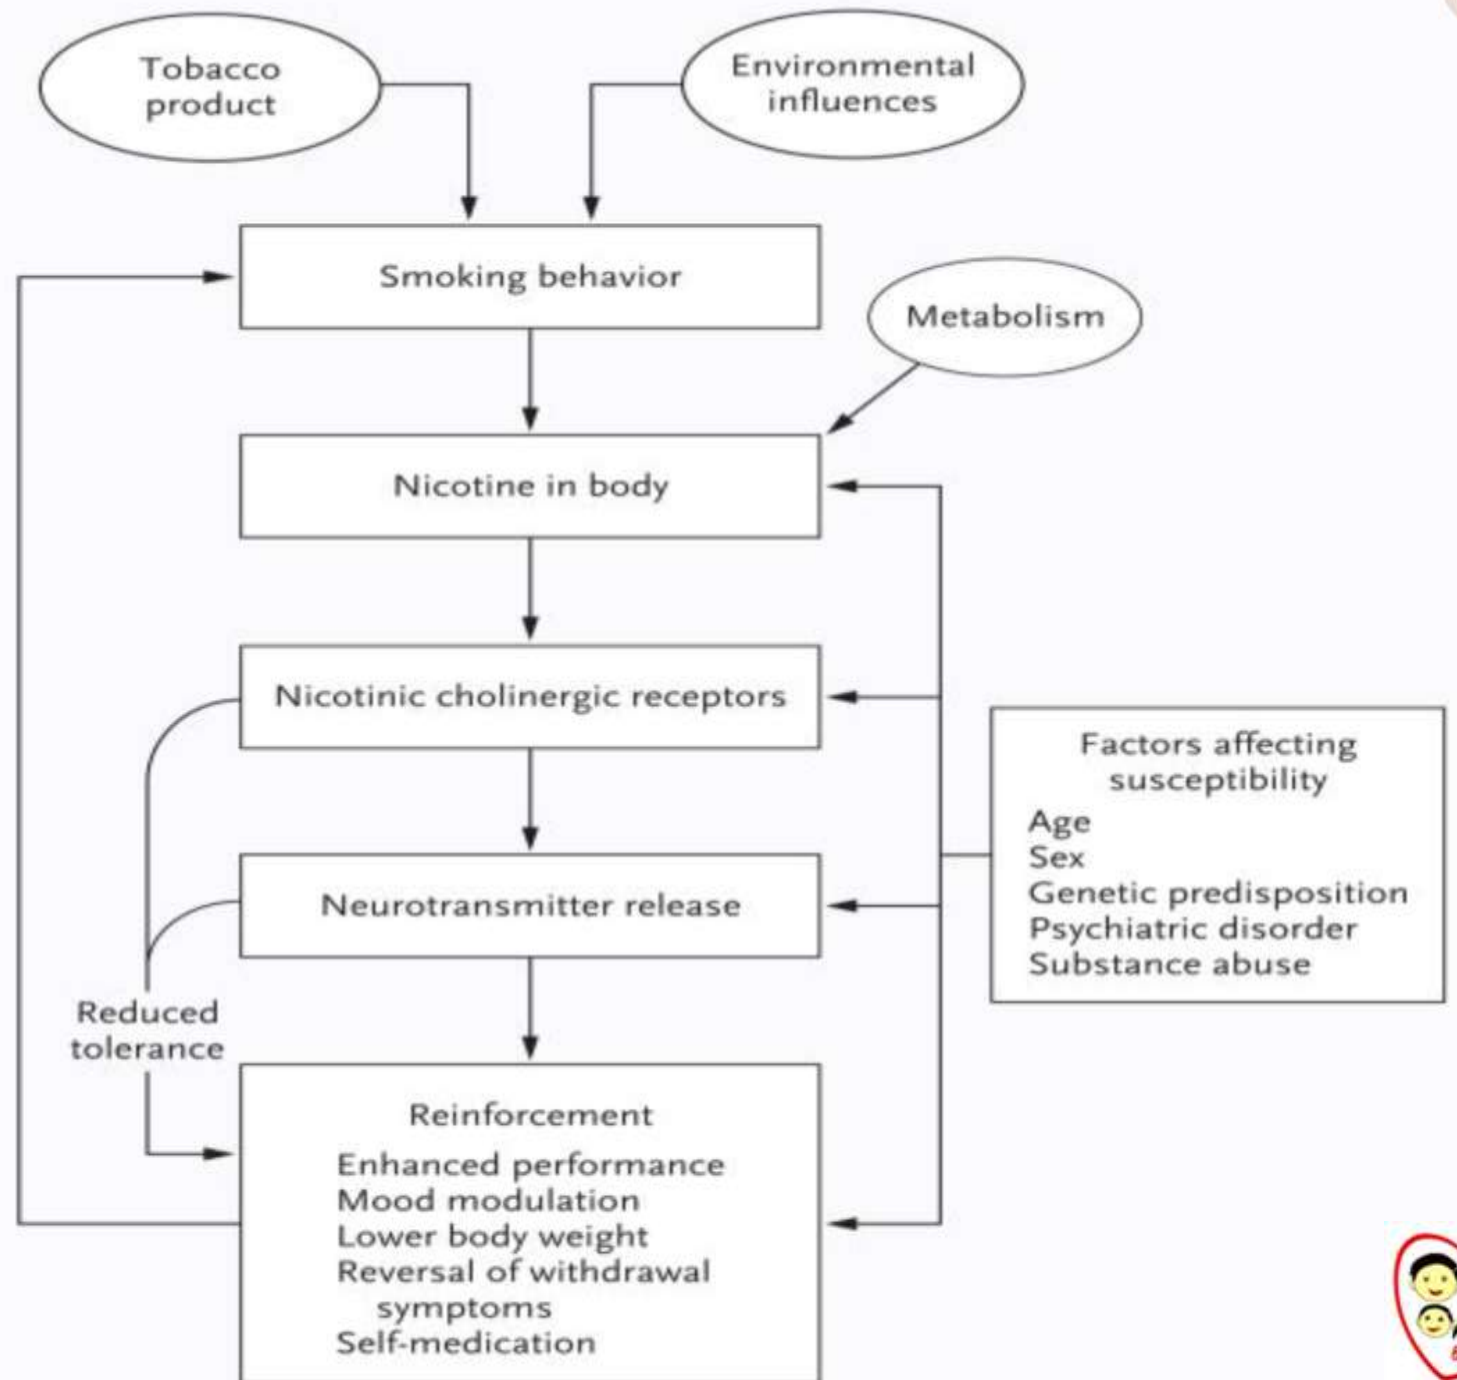 Tobacco
product
Environmental
influences
Smoking behavior
Metabolism
Nicotine in body
Nicotinic cholinergic receptors
Factors affecting
susceptibility
Age
Sex
Genetic predisposition
Psychiatric disorder
Substance abuse
Neurotransmitter release
Reduced
tolerance
Reinforcement
Enhanced performance
Mood modulation
Lower body weight
Reversal of withdrawal
symptoms
Self-medication